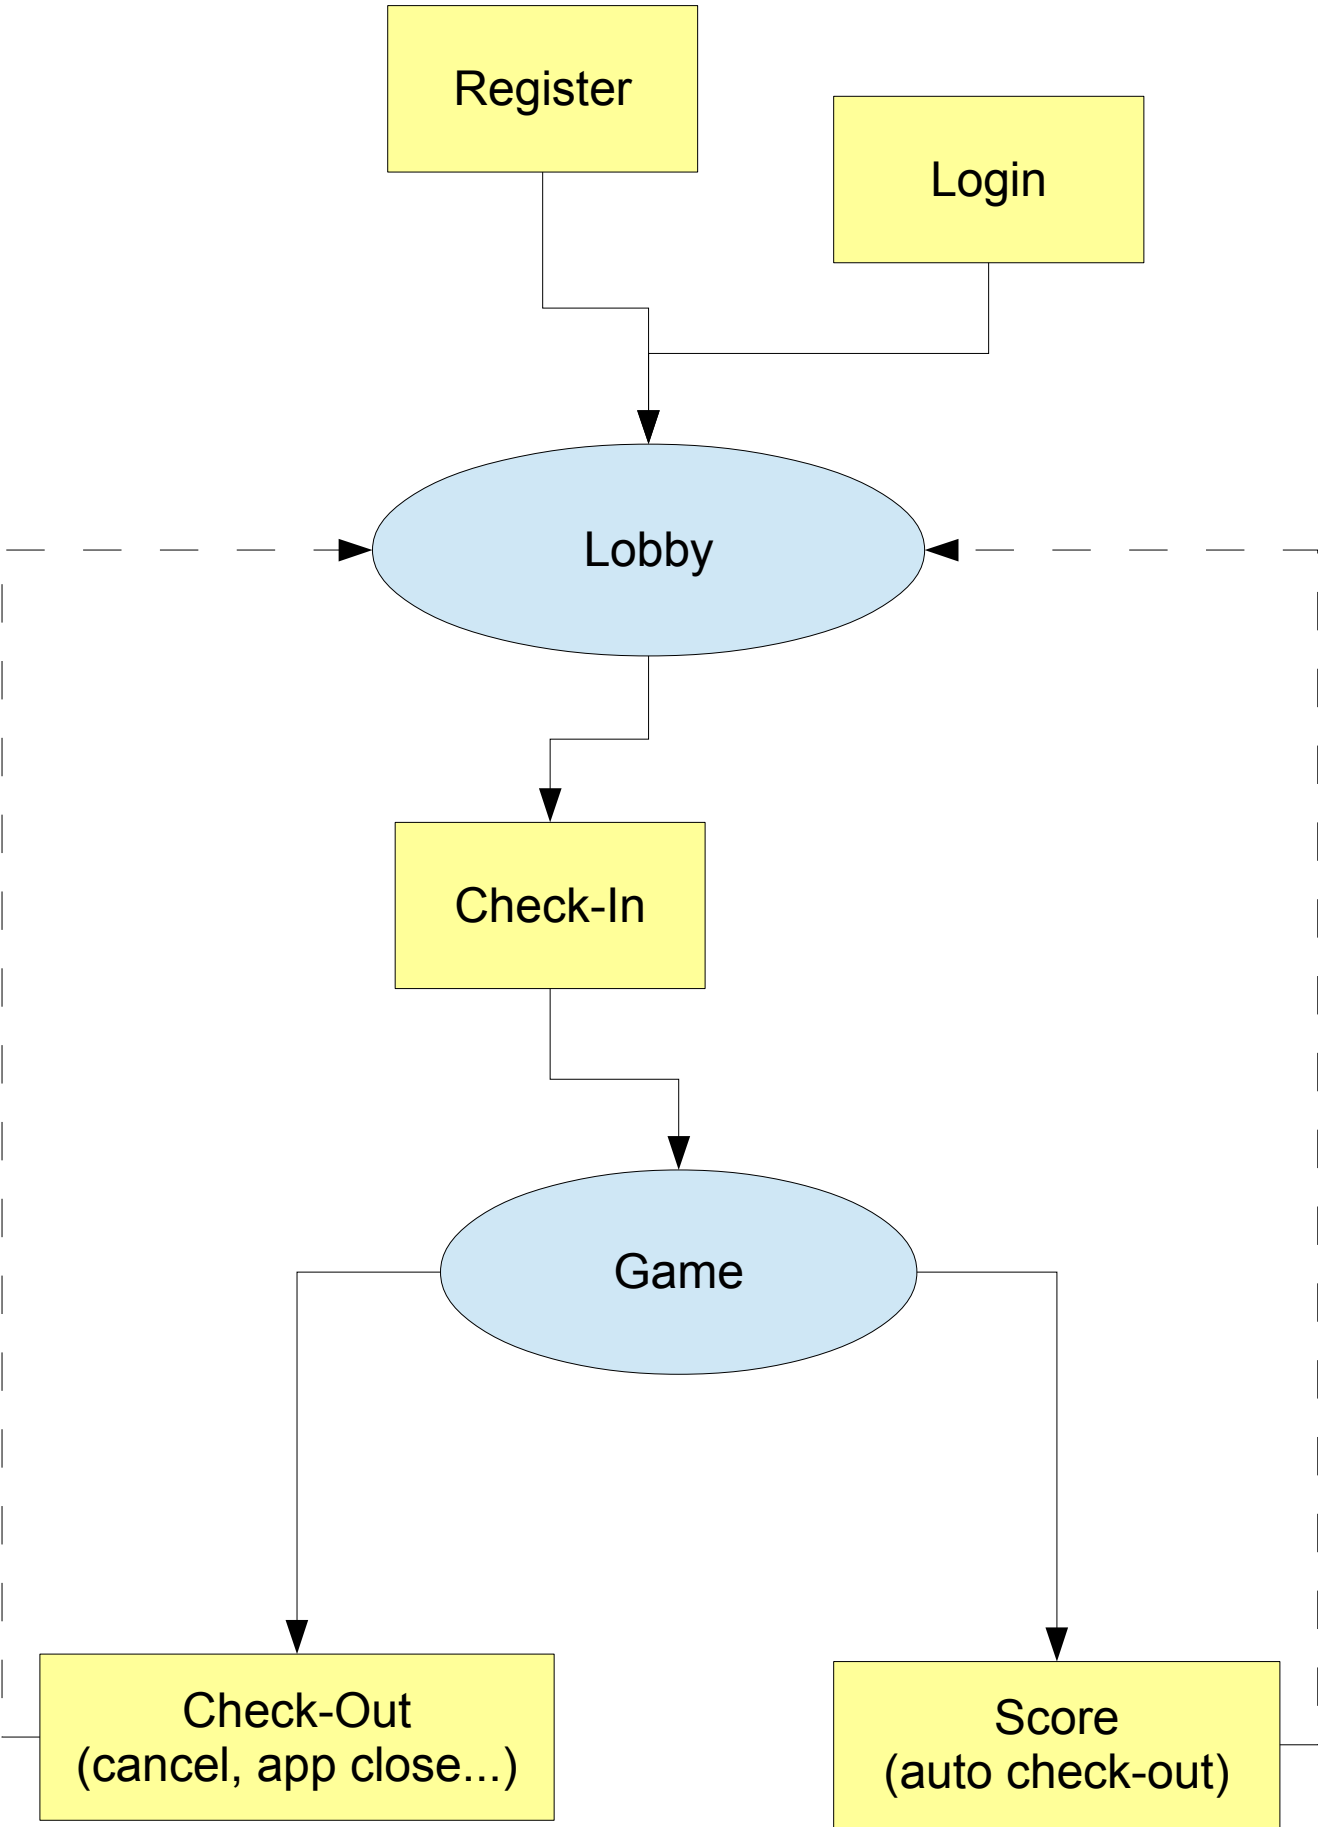 Register
Login
Lobby
Check-In
Game
Check-Out
(cancel, app close...)
Score
(auto check-out)